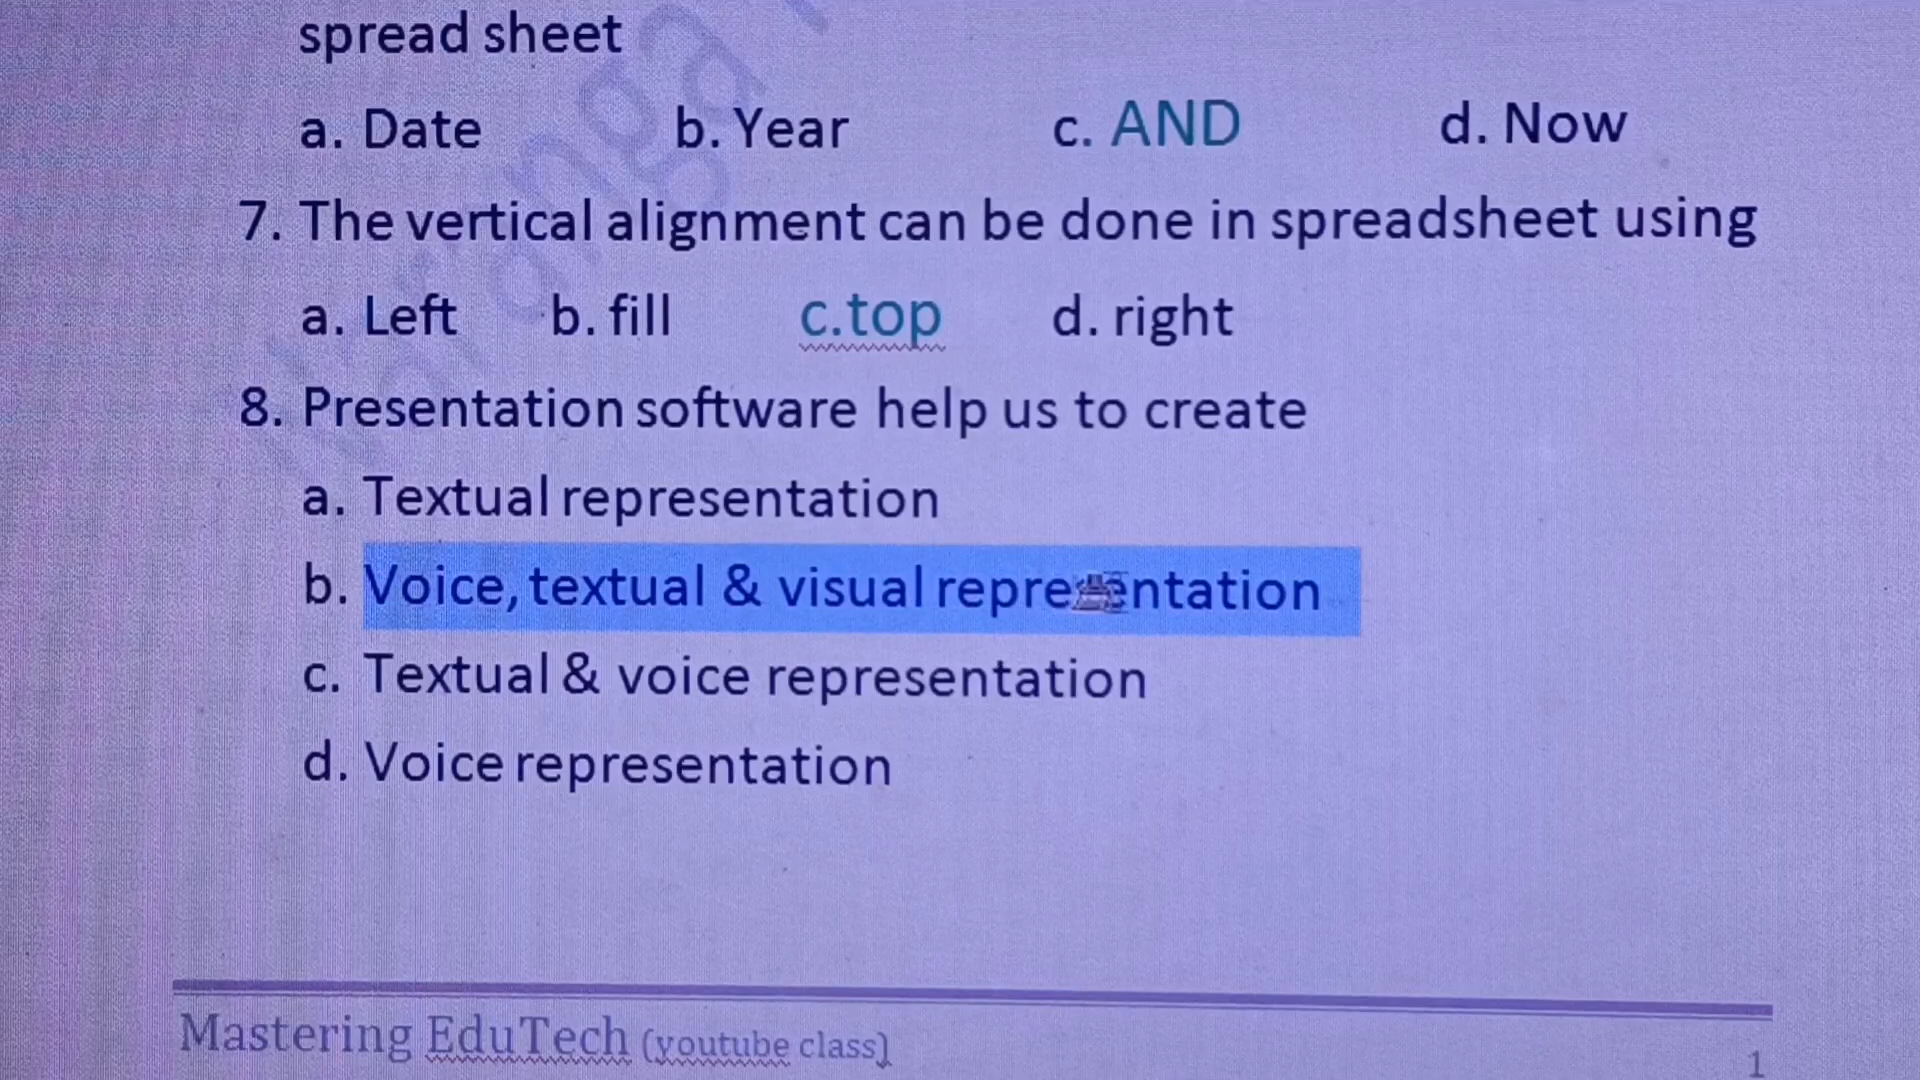 spread sheet
a. Date b. Year c. AND d. Now
7. The vertical alignment can be done in spreadsheet using
a. Left b. fill c.top d. right
8. Presentation software help us to create
a. Textual representation
b. Voice, textual & visual representation
c. Textual & voice representation
d. Voice representation
Mastering EduTech (youtube class)
1